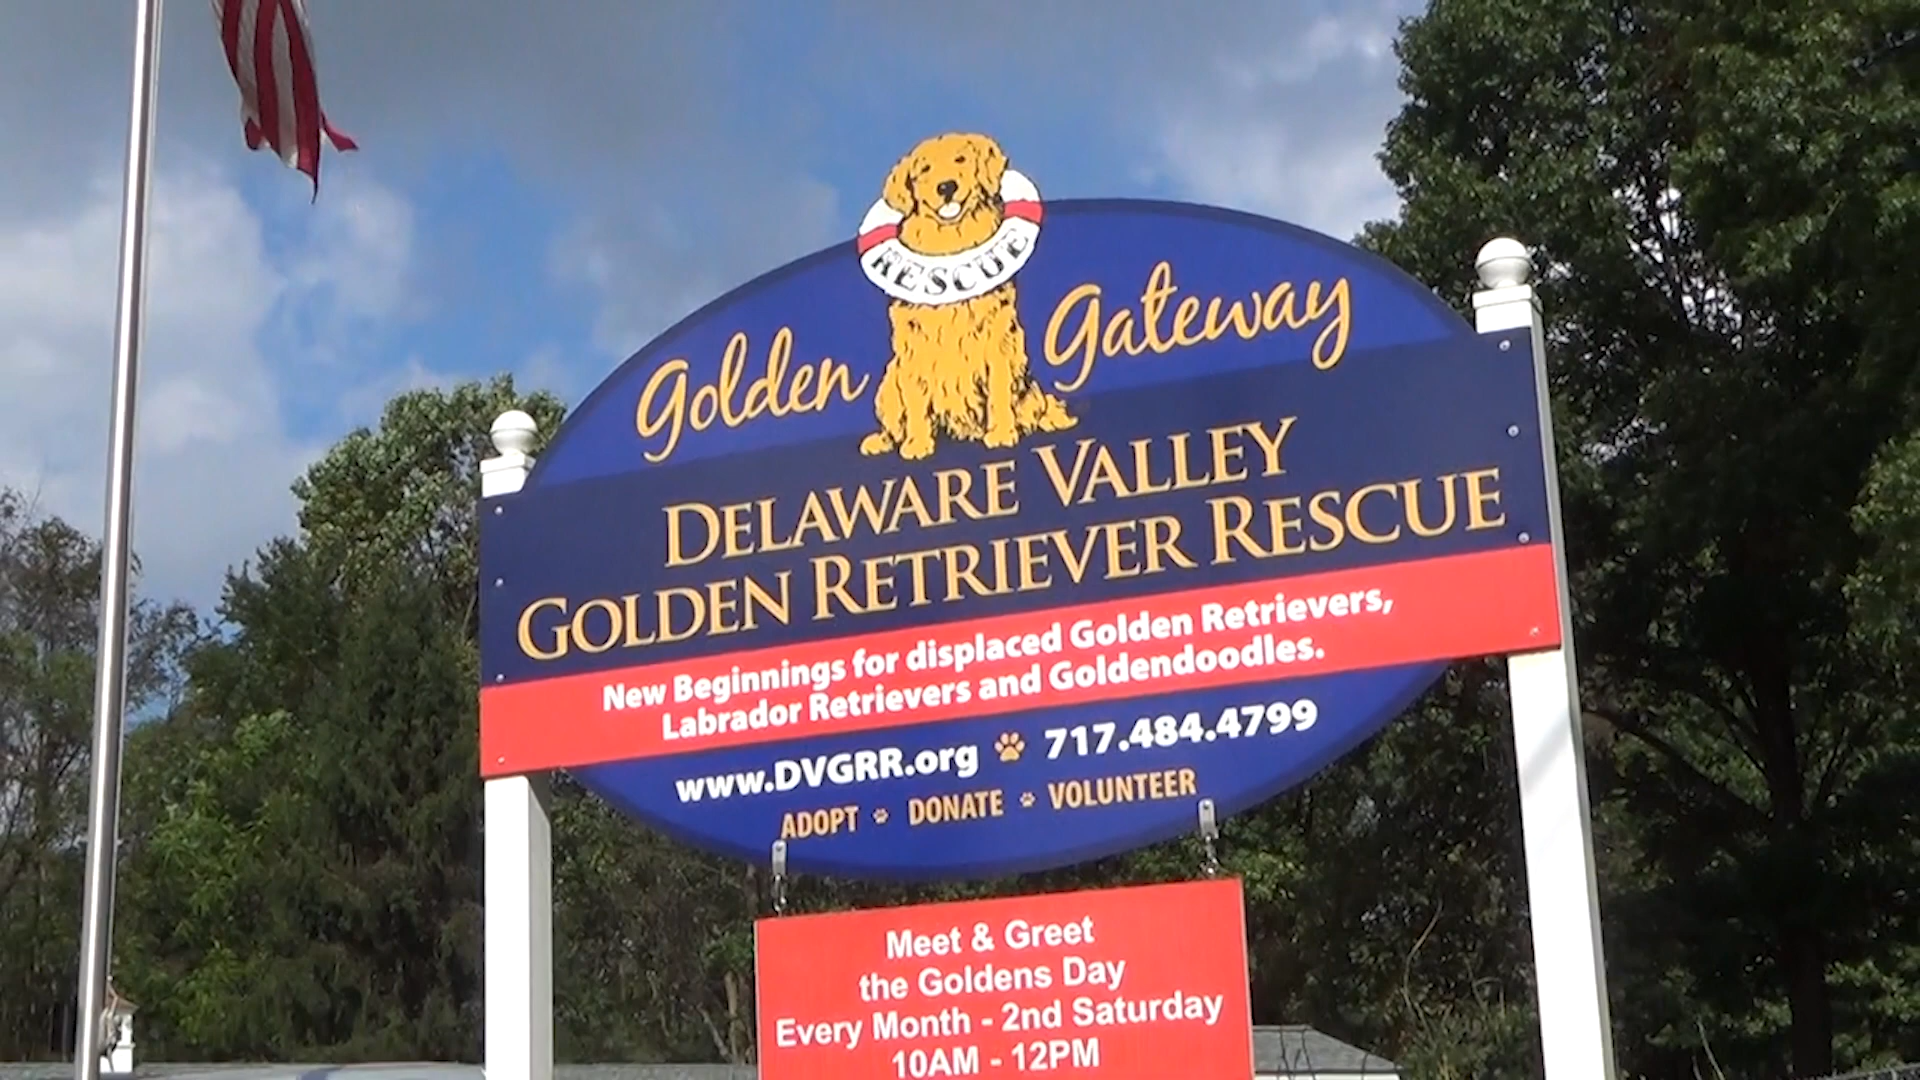 RESCUE
Golden Gateway
DELAWARE VALLEY
GOLDEN RETRIEVER RESCUE
New Beginnings for displaced Golden Retrievers,
Labrador Retrievers and Goldendoodles.
www.DVGRR.org 717.484.4799
ADOPT DONATE VOLUNTEER
Meet & Greet
the Goldens Day
Every Month - 2nd Saturday
10AM - 12PM